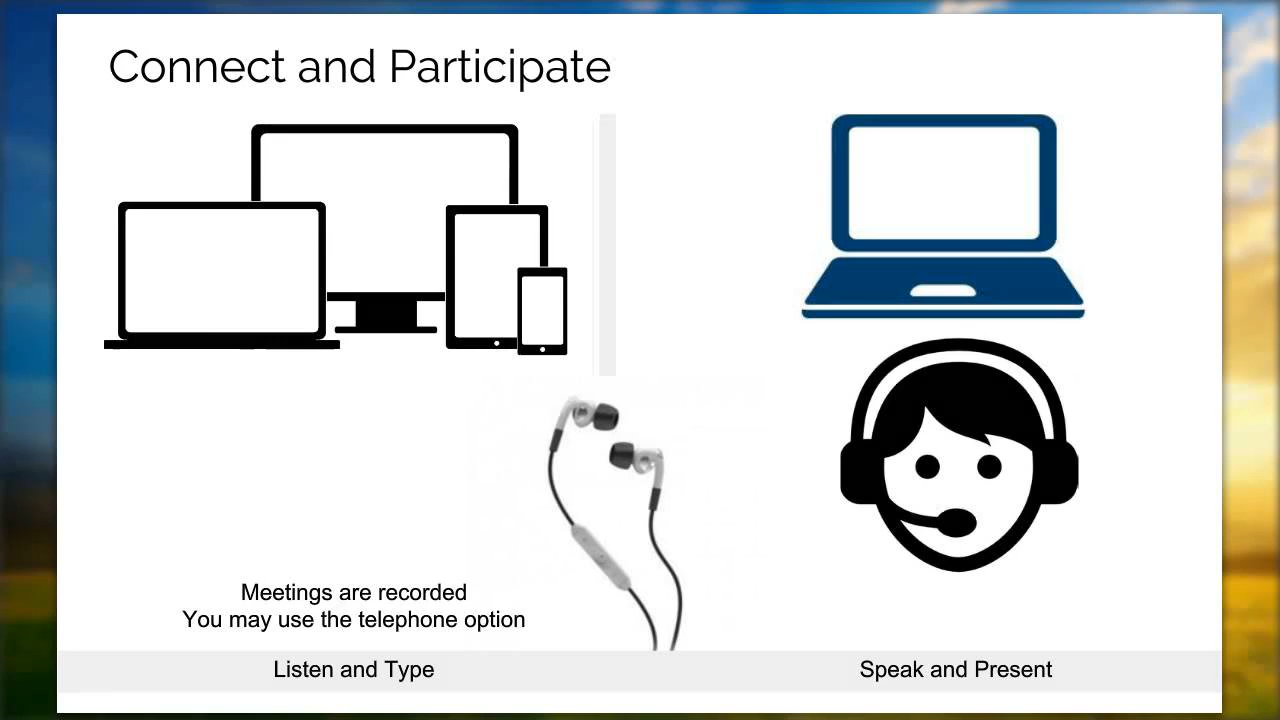 Connect and Participate
Meetings are recorded
You may use the telephone option
Listen and Type
Speak and Present